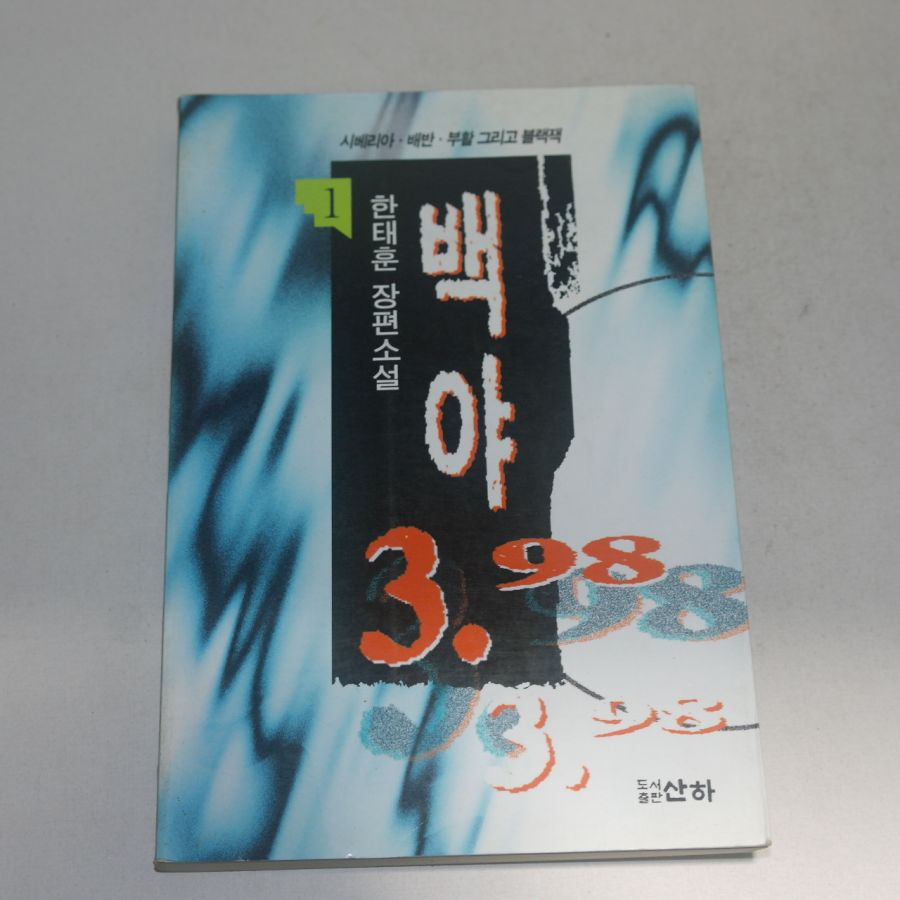 시베리아·배반·부활 그리고 블랙잭
1
한태훈 장편소설
백야
3.98
98
3.98
도서출판 산하